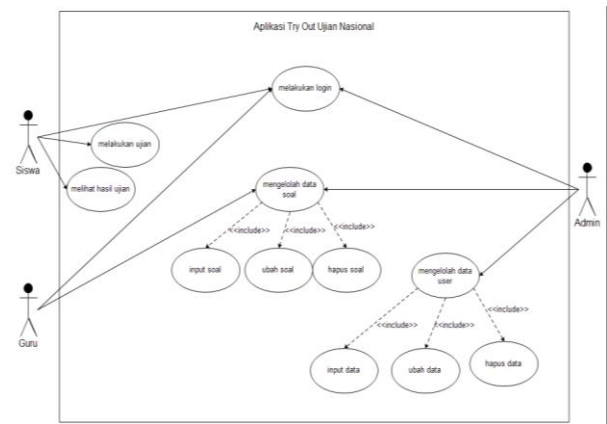 Aplikasi Try Out Ujian Nasional
melakukan login
melakukan ujian
Siswa
melihat hasil ujian
mengelolah data
soal
Admin
<<include>>
<<include>>
<<include>>
input soal
ubah soal
hapus soal
mengelolah data
user
Guru
<<include>>
<<include>>
<<include>>
input data
ubah data
hapus data